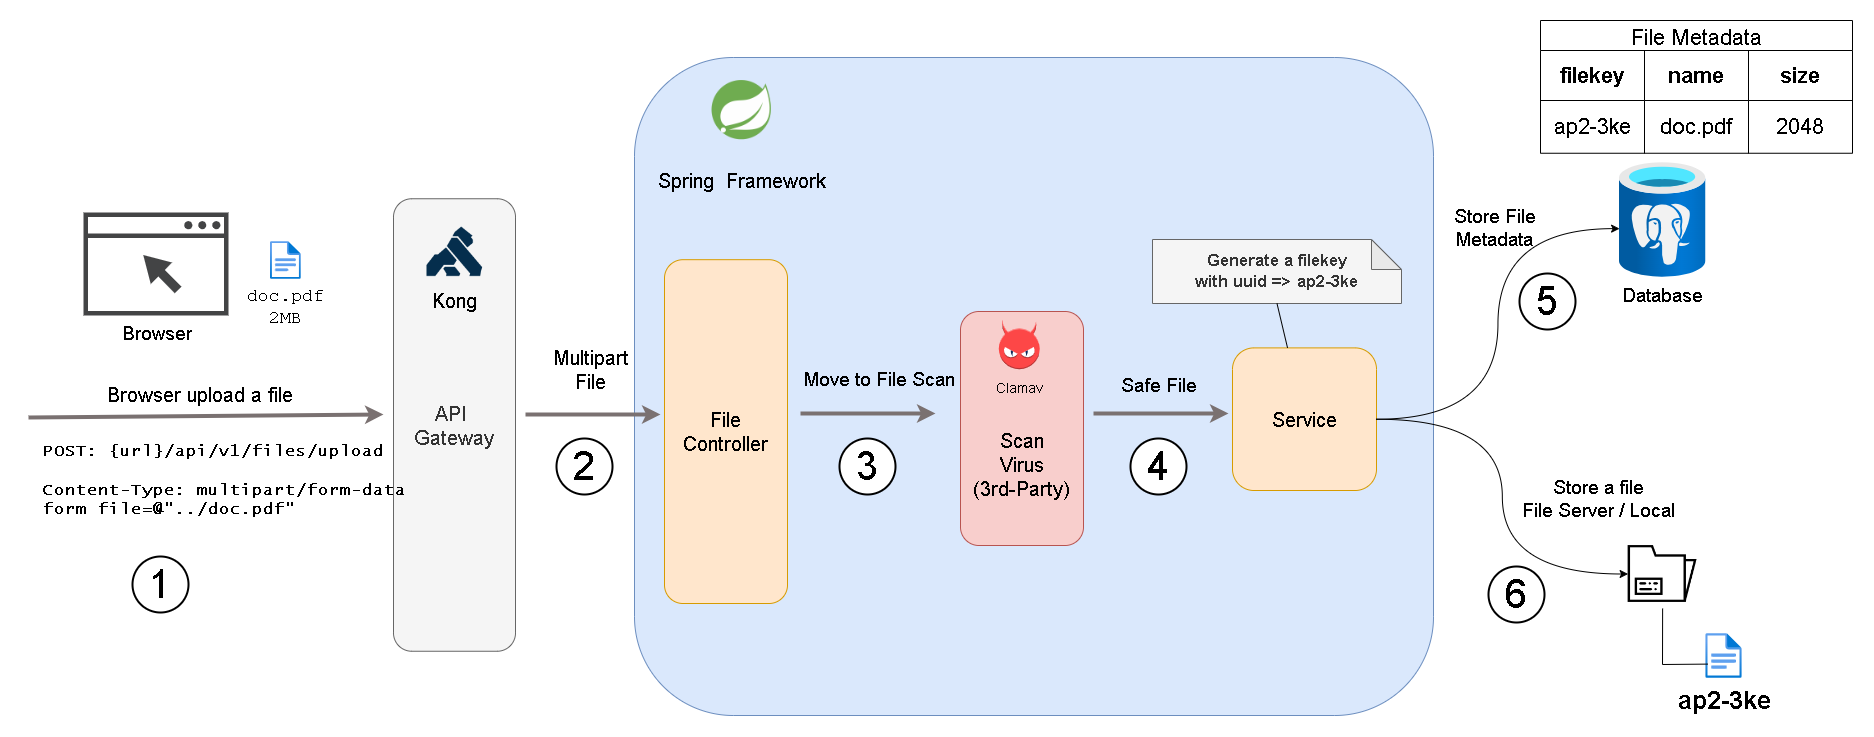 File Metadata
filekey name size
ap2-3ke doc.pdf 2048
Spring Framework
Store File
Metadata
5
Database
Generate a filekey
with uuid => ap2-3ke
doc.pdf
2MB
Browser
Kong
Browser upload a file
POST: {url}/api/v1/files/upload
Content-Type: multipart/form-data
form file=@"../doc.pdf"
1
API
Gateway
Multipart
File
2
File
Controller
Move to File Scan
3
Clamav
Scan
Virus
(3rd-Party)
Safe File
4
Service
Store a file
File Server / Local
6
ap2-3ke